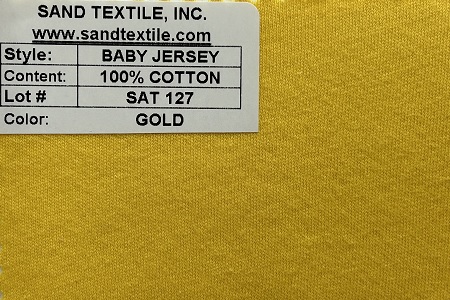 SAND TEXTILE, INC.
www.sandtextile.com
Style: BABY JERSEY
Content: 100% COTTON
Lot # SAT 127
Color: GOLD